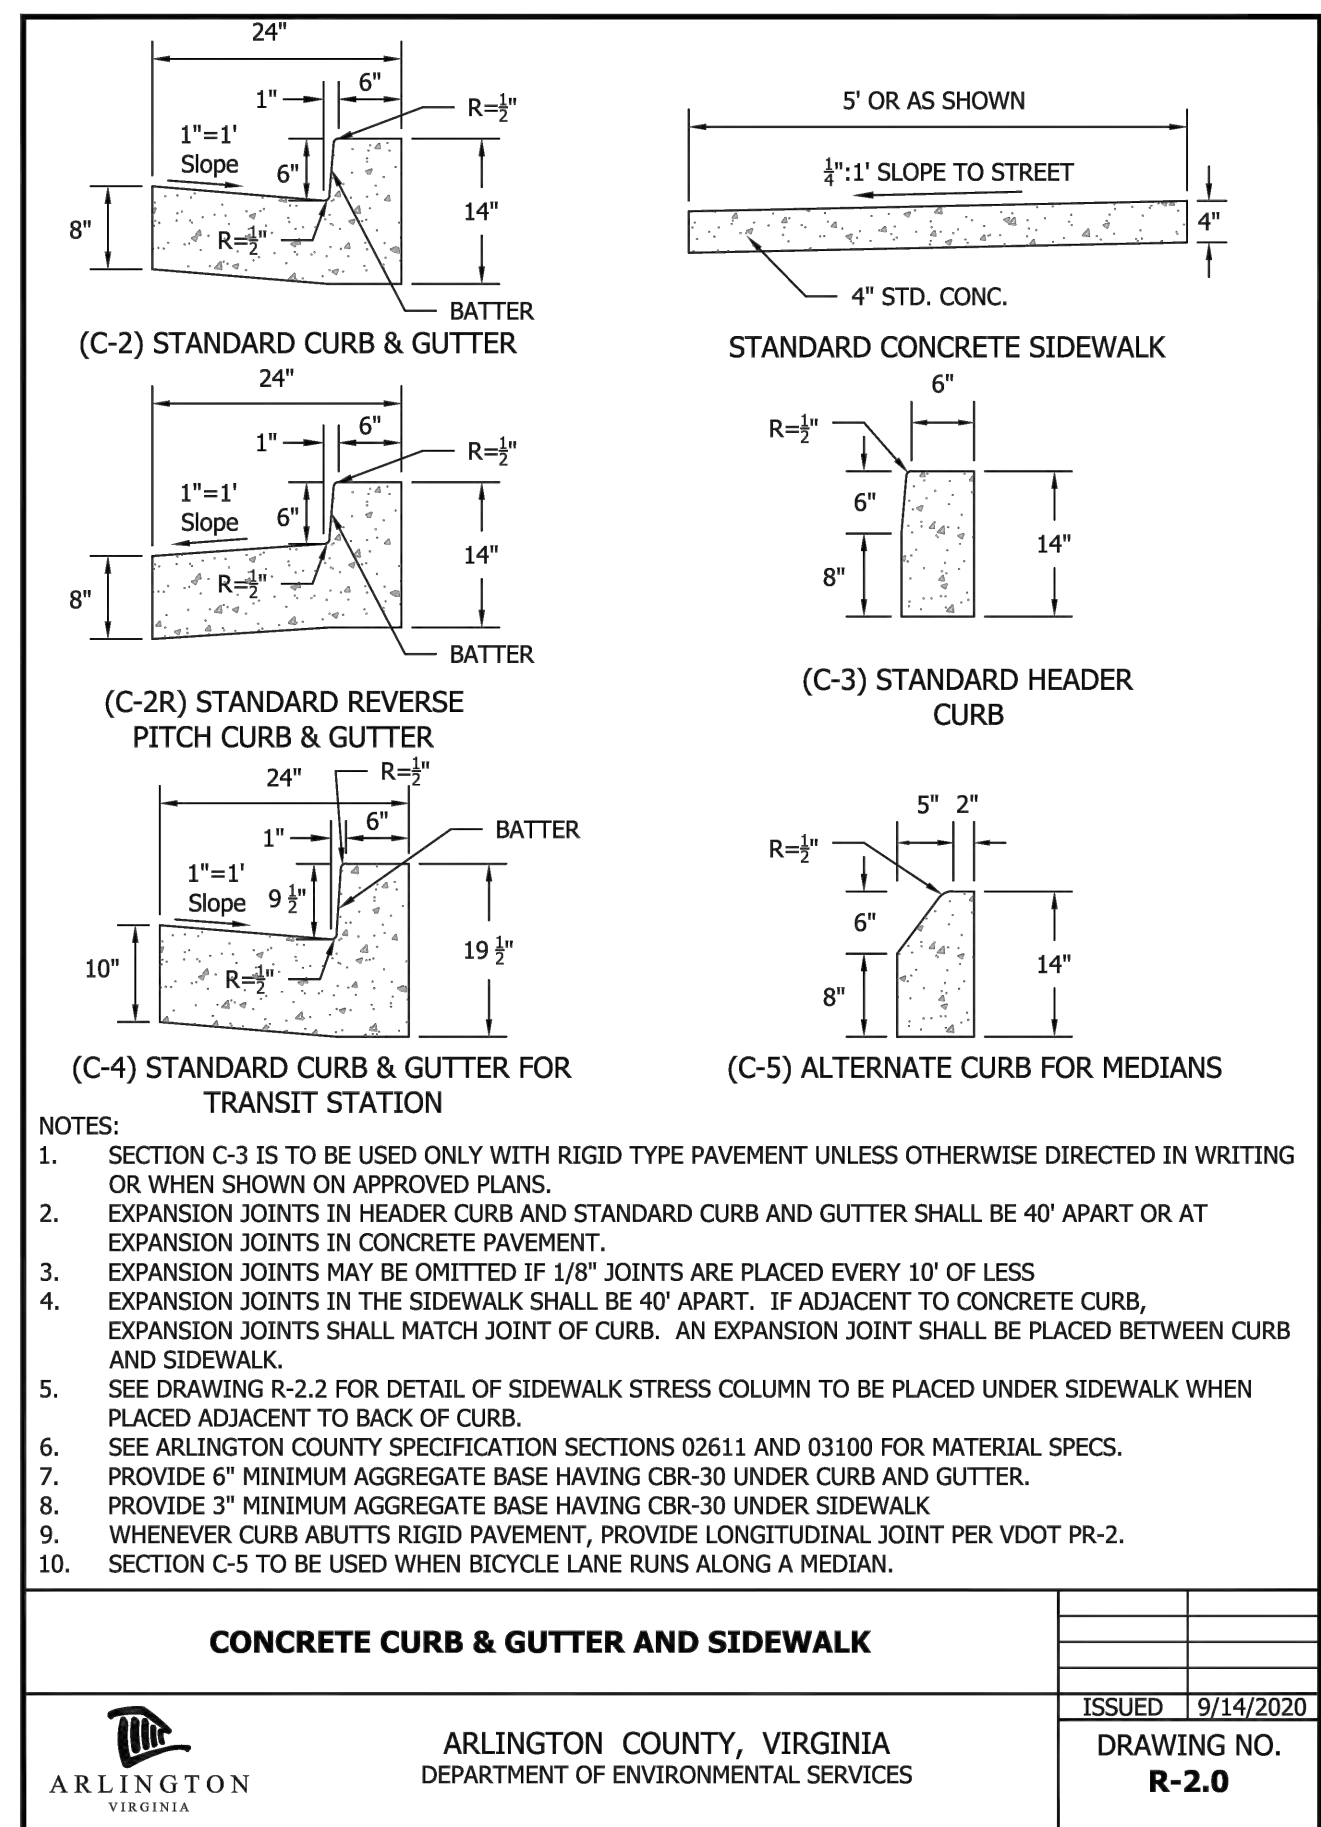 24"
6"
1"
R=½"
1"=1'
Slope
6"
8"
14"
R=½"
BATTER
(C-2) STANDARD CURB & GUTTER
5' OR AS SHOWN
¼":1' SLOPE TO STREET
4"
4" STD. CONC.
STANDARD CONCRETE SIDEWALK
24"
6"
1"
R=½"
1"=1'
Slope
6"
14"
R=½"
8"
BATTER
(C-2R) STANDARD REVERSE
PITCH CURB & GUTTER
6"
R=½"
6"
14"
8"
(C-3) STANDARD HEADER
CURB
24"
R=½"
6"
1"
BATTER
1"=1'
Slope
9 ½"
19 ½"
10"
R=½"
(C-4) STANDARD CURB & GUTTER FOR
TRANSIT STATION
5" 2"
R=½"
6"
14"
8"
(C-5) ALTERNATE CURB FOR MEDIANS
NOTES:
1. SECTION C-3 IS TO BE USED ONLY WITH RIGID TYPE PAVEMENT UNLESS OTHERWISE DIRECTED IN WRITING
OR WHEN SHOWN ON APPROVED PLANS.
2. EXPANSION JOINTS IN HEADER CURB AND STANDARD CURB AND GUTTER SHALL BE 40' APART OR AT
EXPANSION JOINTS IN CONCRETE PAVEMENT.
3. EXPANSION JOINTS MAY BE OMITTED IF 1/8" JOINTS ARE PLACED EVERY 10' OF LESS
4. EXPANSION JOINTS IN THE SIDEWALK SHALL BE 40' APART. IF ADJACENT TO CONCRETE CURB,
EXPANSION JOINTS SHALL MATCH JOINT OF CURB. AN EXPANSION JOINT SHALL BE PLACED BETWEEN CURB
AND SIDEWALK.
5. SEE DRAWING R-2.2 FOR DETAIL OF SIDEWALK STRESS COLUMN TO BE PLACED UNDER SIDEWALK WHEN
PLACED ADJACENT TO BACK OF CURB.
6. SEE ARLINGTON COUNTY SPECIFICATION SECTIONS 02611 AND 03100 FOR MATERIAL SPECS.
7. PROVIDE 6" MINIMUM AGGREGATE BASE HAVING CBR-30 UNDER CURB AND GUTTER.
8. PROVIDE 3" MINIMUM AGGREGATE BASE HAVING CBR-30 UNDER SIDEWALK
9. WHENEVER CURB ABUTTS RIGID PAVEMENT, PROVIDE LONGITUDINAL JOINT PER VDOT PR-2.
10. SECTION C-5 TO BE USED WHEN BICYCLE LANE RUNS ALONG A MEDIAN.
CONCRETE CURB & GUTTER AND SIDEWALK
ISSUED 9/14/2020
ARLINGTON
VIRGINIA
ARLINGTON COUNTY, VIRGINIA
DEPARTMENT OF ENVIRONMENTAL SERVICES
DRAWING NO.
R-2.0